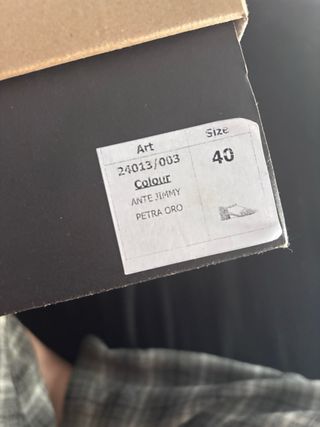 Art
Size
24013/003
40
Colour
ANTE JIMMY
PETRA ORO